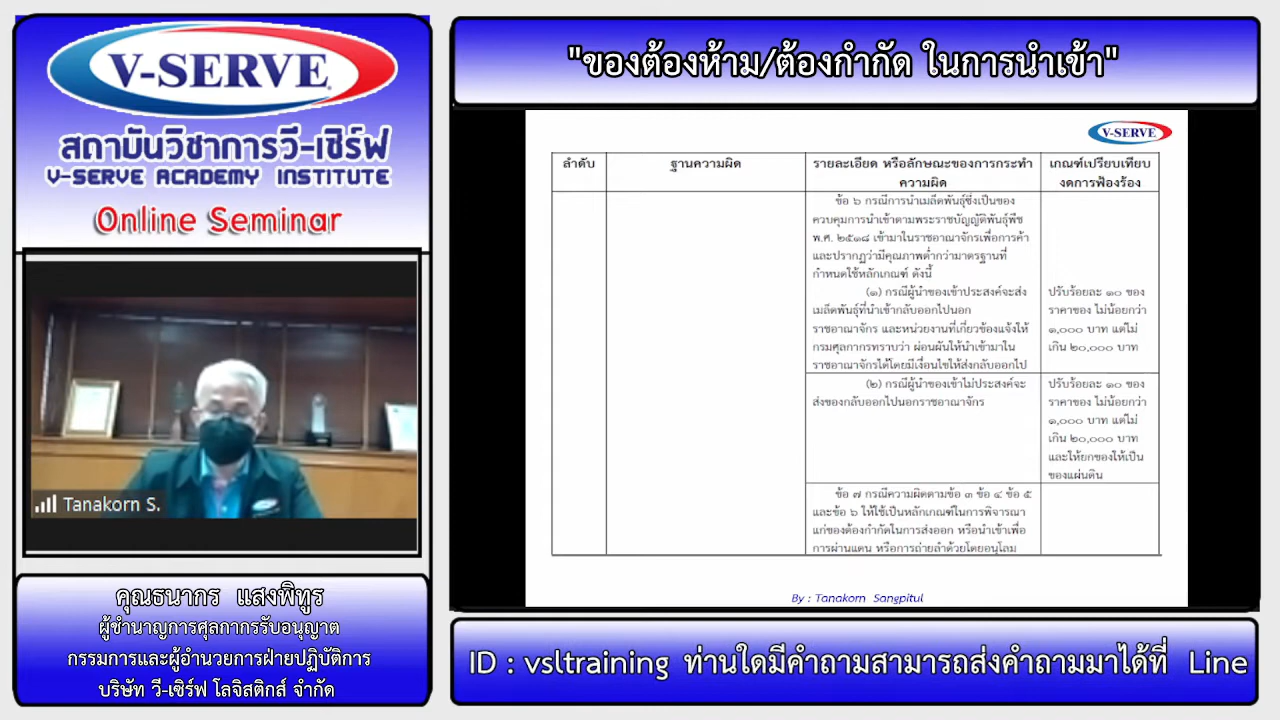 V-SERVE
สถาบันวิชาการวี-เซิร์ฟ
V-SERVE ACADEMY INSTITUTE
Online Seminar
Tanakorn S.
คุณธนากร แสงพิทูร
ผู้ชำนาญการศุลกากรรับอนุญาต
กรรมการและผู้อำนวยการฝ่ายปฏิบัติการ
บริษัท วี-เซิร์ฟ โลจิสติกส์ จำกัด
"ของต้องห้าม/ต้องกำกัด ในการนำเข้า"
V-SERVE
ลำดับ
ฐานความผิด
รายละเอียด หรือลักษณะของการกระทำ
ความผิด
เกณฑ์เปรียบเทียบ
งดการฟ้องร้อง
ข้อ ๖ กรณีการนำเมล็ดพันธุ์ซึ่งเป็นของ
ควบคุมการนำเข้าตามพระราชบัญญัติพันธุ์พืช
พ.ศ. ๒๕๑๘ เข้ามาในราชอาณาจักรเพื่อการค้า
และปรากฏว่ามีคุณภาพต่ำกว่ามาตรฐานที่
กำหนดใช้หลักเกณฑ์ ดังนี้
(๑) กรณีผู้นำของเข้าประสงค์จะส่ง
เมล็ดพันธุ์ที่นำเข้ากลับออกไปนอก
ราชอาณาจักร และหน่วยงานที่เกี่ยวข้องแจ้งให้
กรมศุลกากรทราบว่า ผ่อนผันให้นำเข้ามาใน
ราชอาณาจักรได้โดยมีเงื่อนไขให้ส่งกลับออกไป
ปรับร้อยละ ๑๐ ของ
ราคาของ ไม่น้อยกว่า
๑,๐๐๐ บาท แต่ไม่
เกิน ๒๐,๐๐๐ บาท
(๒) กรณีผู้นำของเข้าไม่ประสงค์จะ
ส่งของกลับออกไปนอกราชอาณาจักร
ปรับร้อยละ ๑๐ ของ
ราคาของ ไม่น้อยกว่า
๑,๐๐๐ บาท แต่ไม่
เกิน ๒๐,๐๐๐ บาท
และให้ยกของให้เป็น
ของแผ่นดิน
ข้อ ๗ กรณีความผิดตามข้อ ๓ ข้อ ๔ ข้อ ๕
และข้อ ๖ ให้ใช้เป็นหลักเกณฑ์ในการพิจารณา
แก่ของต้องกำกัดในการส่งออก หรือนำเข้าเพื่อ
การผ่านแดน หรือการถ่ายลำด้วยโดยอนุโลม
By : Tanakorn Sangpitul
ID : vsltraining ท่านใดมีคำถามสามารถส่งคำถามมาได้ที่ Line